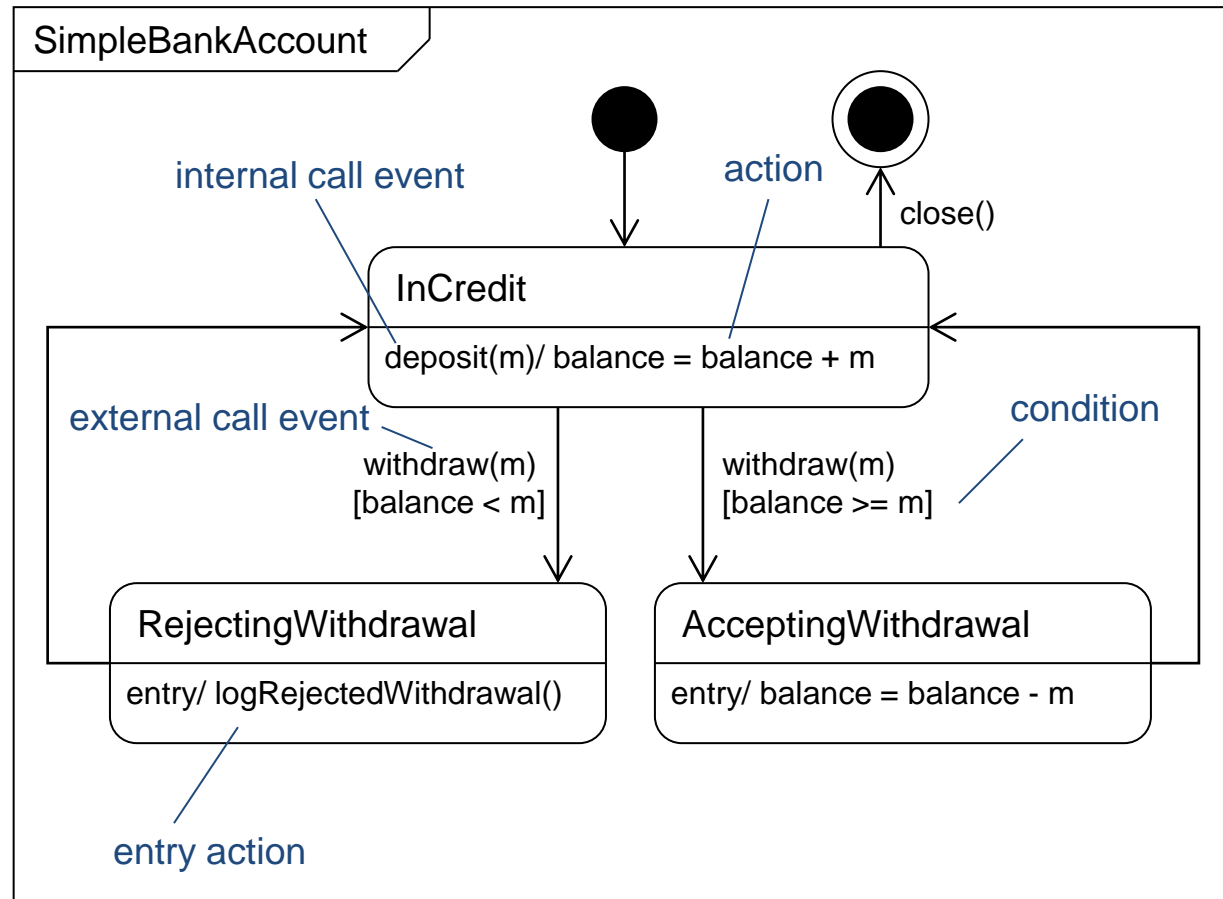 SimpleBankAccount
internal call event
action
close()
InCredit
deposit(m)/ balance = balance + m
external call event
condition
withdraw(m)
[balance < m]
withdraw(m)
[balance >= m]
RejectingWithdrawal
entry/ logRejectedWithdrawal()
AcceptingWithdrawal
entry/ balance = balance - m
entry action